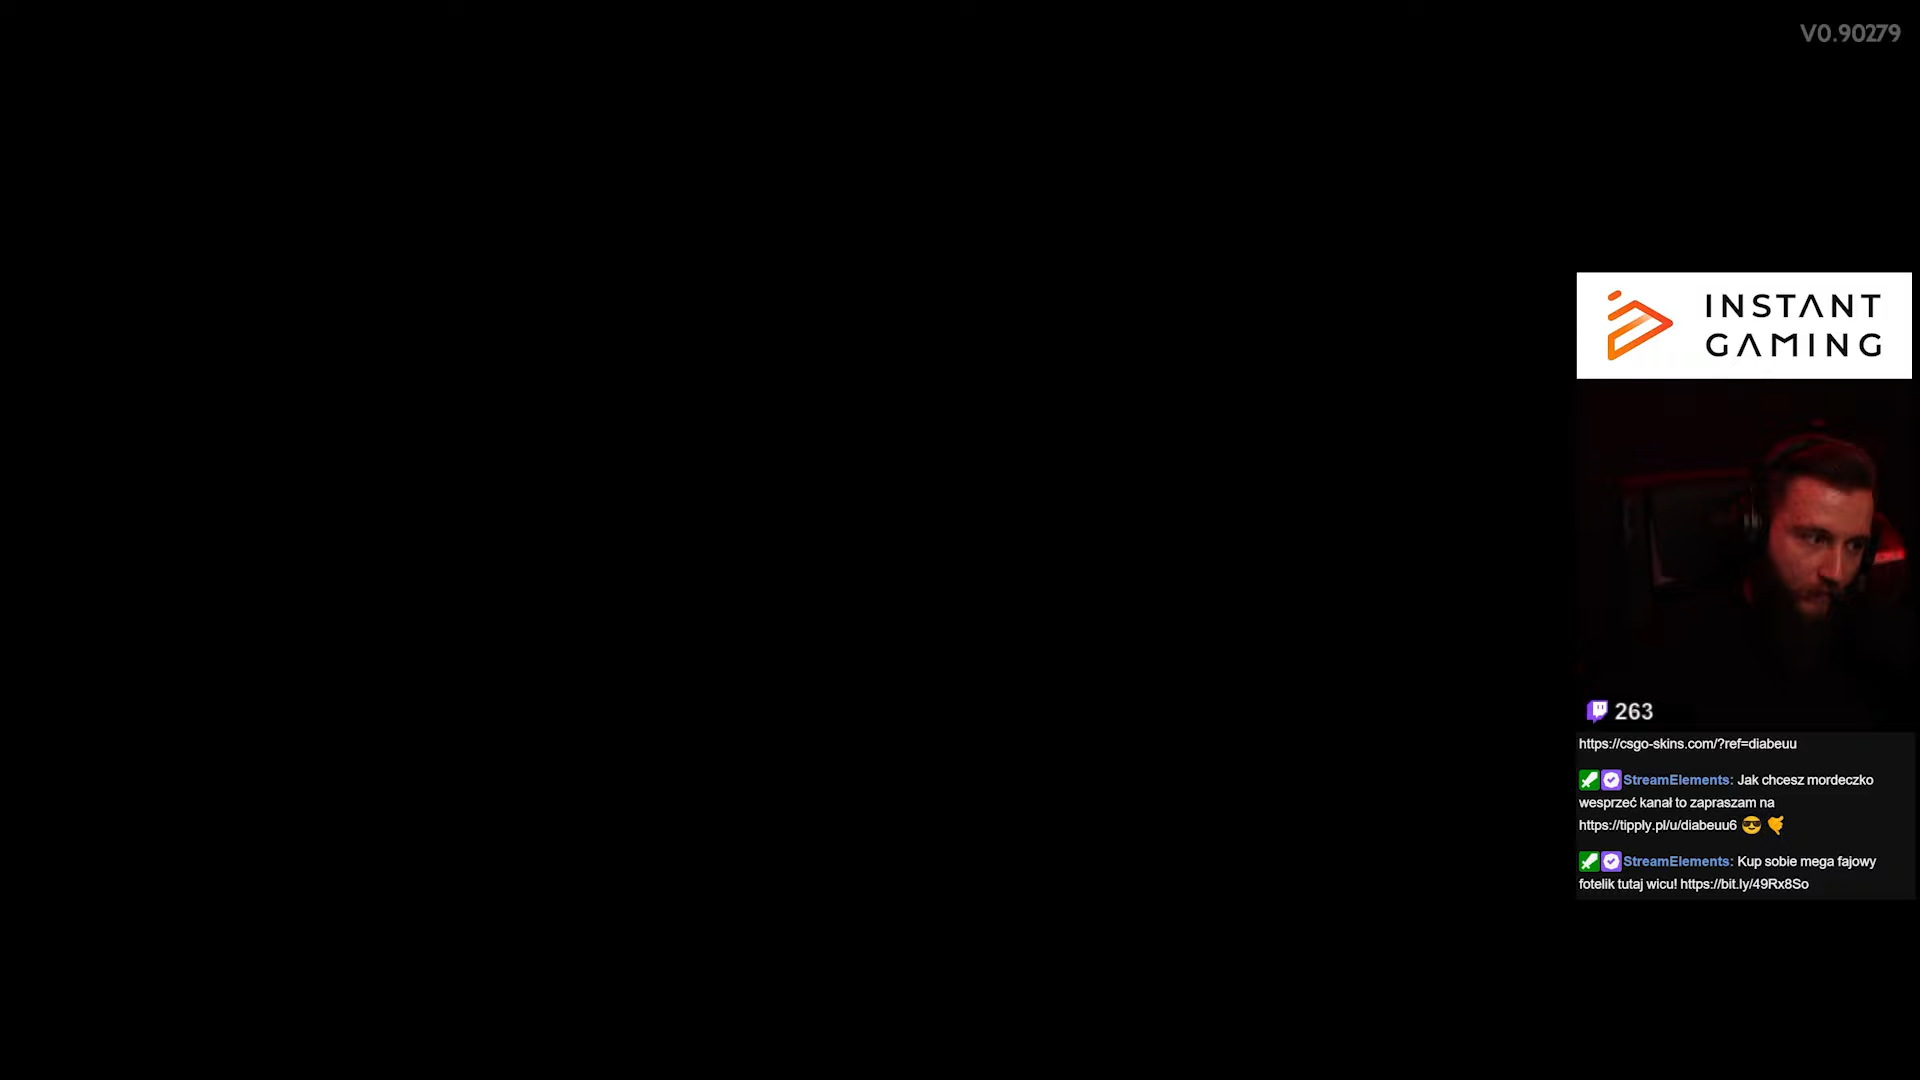 V0.90279
INSTANT
GAMING
263
https://csgo-skins.com/?ref=diabeuu
StreamElements: Jak chcesz mordeczko
wesprzeć kanał to zapraszam na
https://tipply.pl/u/diabeuu6 😎 🤙
StreamElements: Kup sobie mega fajowy
fotelik tutaj wicu! https://bit.ly/49Rx8So